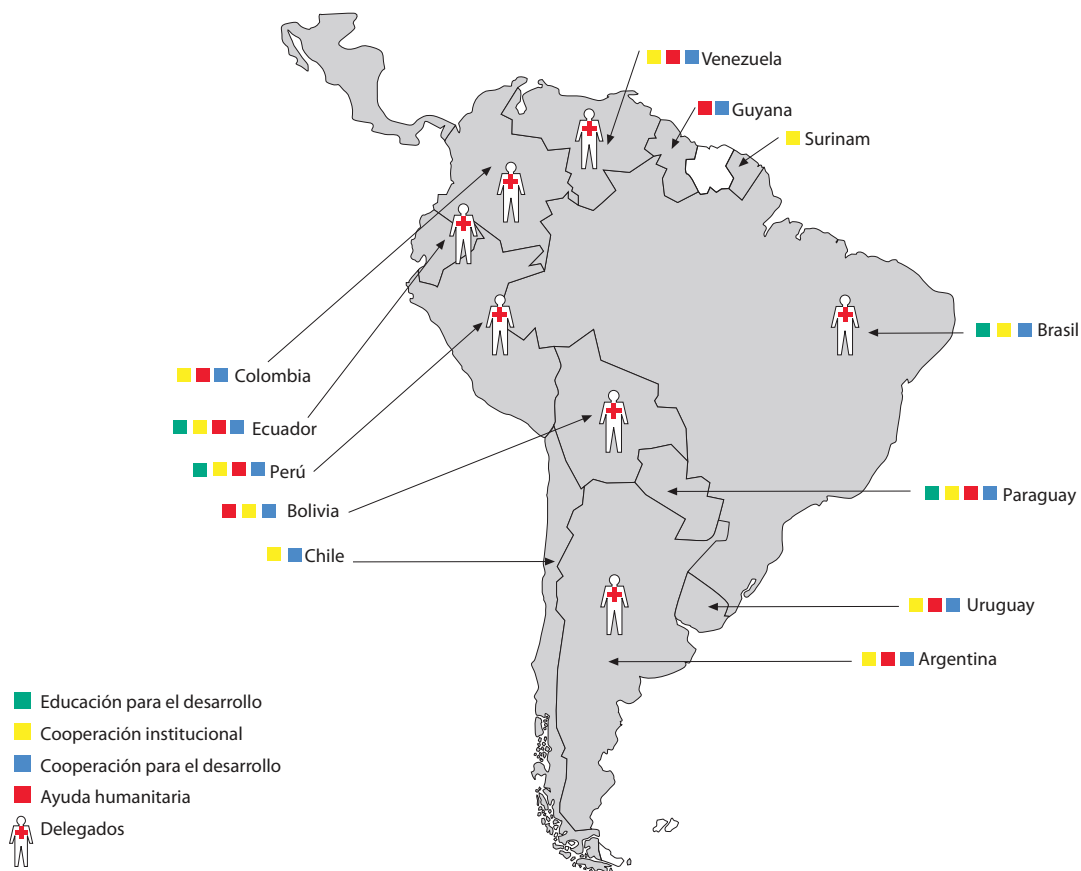 Venezuela
Guyana
Surinam
Brasil
Colombia
Ecuador
Perú
Paraguay
Bolivia
Chile
Uruguay
Argentina
Educación para el desarrollo
Cooperación institucional
Cooperación para el desarrollo
Ayuda humanitaria
Delegados